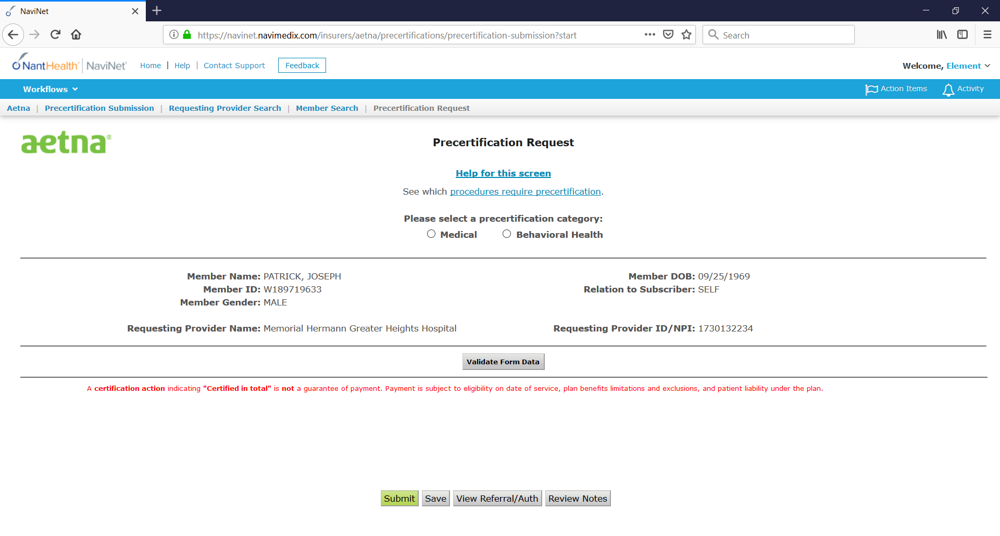 NaviNet
https://navinet.navimedix.com/insurers/aetna/precertifications/precertification-submission?start
Search
NantHealth® NaviNet®
Home | Help | Contact Support
Feedback
Welcome, Element
Workflows
Action Items
Activity
Aetna | Precertification Submission | Requesting Provider Search | Member Search | Precertification Request
aetna®
Precertification Request
Help for this screen
See which procedures require precertification.
Please select a precertification category:
Medical Behavioral Health
Member Name: PATRICK, JOSEPH
Member DOB: 09/25/1969
Member ID: W189719633
Relation to Subscriber: SELF
Member Gender: MALE
Requesting Provider Name: Memorial Hermann Greater Heights Hospital
Requesting Provider ID/NPI: 1730132234
Validate Form Data
A certification action indicating "Certified in total" is not a guarantee of payment. Payment is subject to eligibility on date of service, plan benefits limitations and exclusions, and patient liability under the plan.
Submit Save View Referral/Auth Review Notes